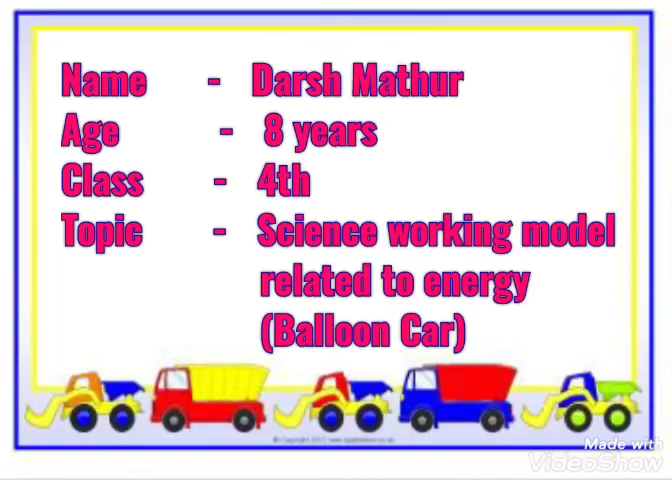 Name - Darsh Mathur
Age - 8 years
Class - 4th
Topic - Science working model
related to energy
(Balloon Car)
Made with
VideoShow